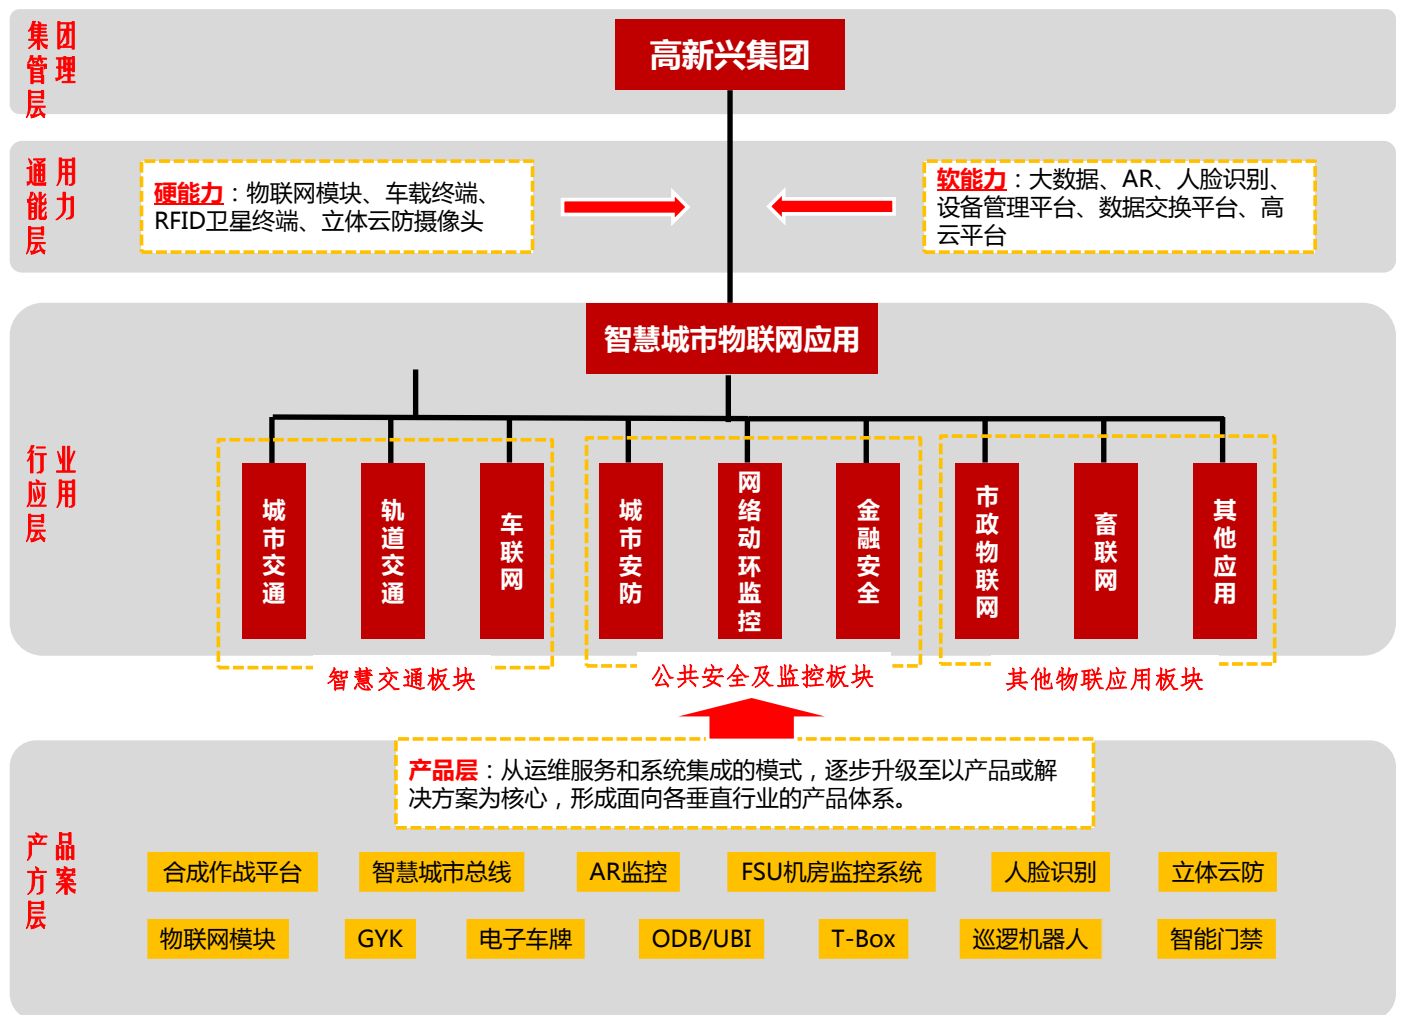 集团
管理
层
高新兴集团
通用
能力
层
硬能力：物联网模块、车载终端、
RFID卫星终端、立体云防摄像头
软能力：大数据、AR、人脸识别、
设备管理平台、数据交换平台、高
云平台
智慧城市物联网应用
行业
应用
层
城市交通
轨道交通
车联网
城市安防
网络动环监控
金融安全
市政物联网
畜联网
其他应用
智慧交通板块
公共安全及监控板块
其他物联应用板块
产品层：从运维服务和系统集成的模式，逐步升级至以产品或解
决方案为核心，形成面向各垂直行业的产品体系。
产品
方案
层
合成作战平台
智慧城市总线
AR监控
FSU机房监控系统
人脸识别
立体云防
物联网模块
GYK
电子车牌
ODB/UBI
T-Box
巡逻机器人
智能门禁